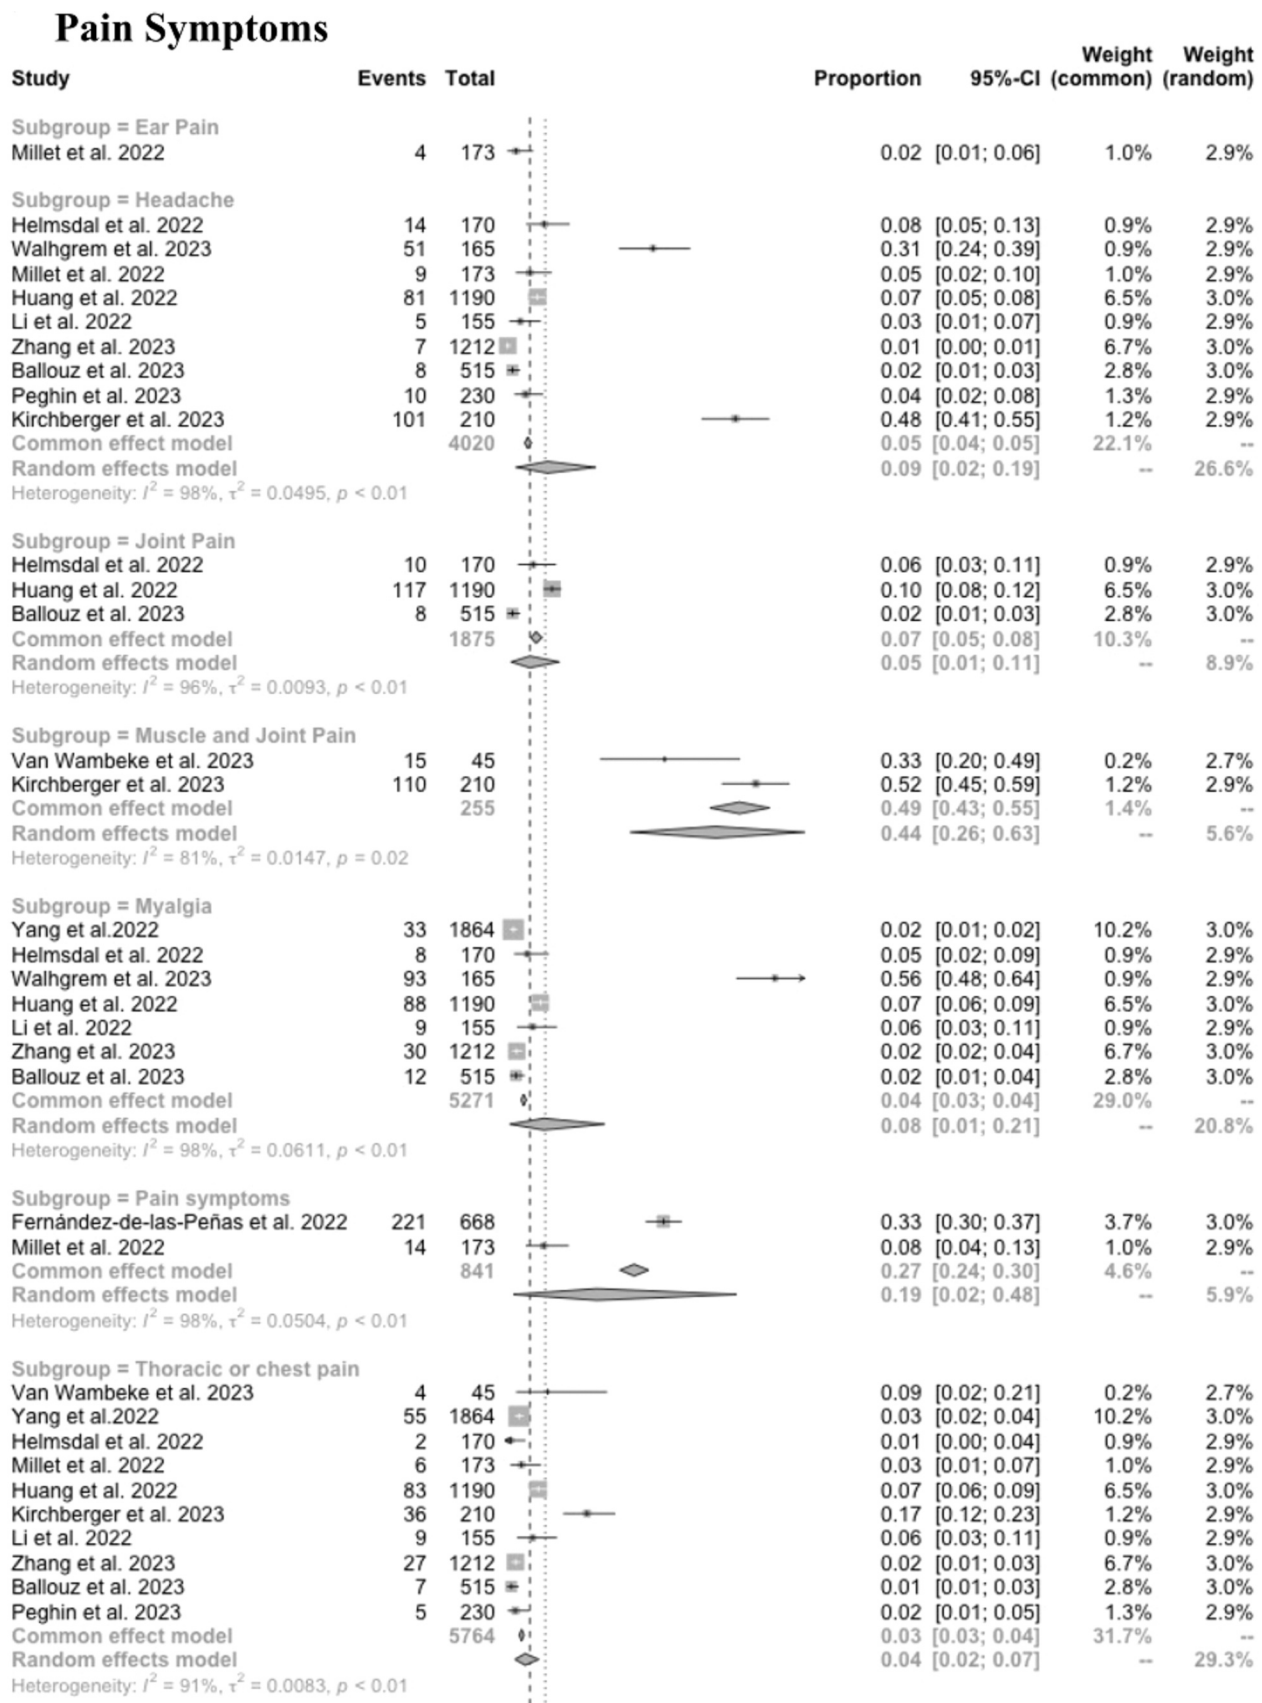 Pain Symptoms
Weight Weight
Study Events Total Proportion 95%-CI (common) (random)
Subgroup = Ear Pain
Millet et al. 2022 4 173 0.02 [0.01; 0.06] 1.0% 2.9%
Subgroup = Headache
Helmsdal et al. 2022 14 170 0.08 [0.05; 0.13] 0.9% 2.9%
Walhgrem et al. 2023 51 165 0.31 [0.24; 0.39] 0.9% 2.9%
Millet et al. 2022 9 173 0.05 [0.02; 0.10] 1.0% 2.9%
Huang et al. 2022 81 1190 0.07 [0.05; 0.08] 6.5% 3.0%
Li et al. 2022 5 155 0.03 [0.01; 0.07] 0.9% 2.9%
Zhang et al. 2023 7 1212 0.01 [0.00; 0.01] 6.7% 3.0%
Ballouz et al. 2023 8 515 0.02 [0.01; 0.03] 2.8% 3.0%
Peghin et al. 2023 10 230 0.04 [0.02; 0.08] 1.3% 2.9%
Kirchberger et al. 2023 101 210 0.48 [0.41; 0.55] 1.2% 2.9%
Common effect model 4020 0.05 [0.04; 0.05] 22.1% --
Random effects model 0.09 [0.02; 0.19] -- 26.6%
Heterogeneity: I² = 98%, τ² = 0.0495, p < 0.01
Subgroup = Joint Pain
Helmsdal et al. 2022 10 170 0.06 [0.03; 0.11] 0.9% 2.9%
Huang et al. 2022 117 1190 0.10 [0.08; 0.12] 6.5% 3.0%
Ballouz et al. 2023 8 515 0.02 [0.01; 0.03] 2.8% 3.0%
Common effect model 1875 0.07 [0.05; 0.08] 10.3% --
Random effects model 0.05 [0.01; 0.11] -- 8.9%
Heterogeneity: I² = 96%, τ² = 0.0093, p < 0.01
Subgroup = Muscle and Joint Pain
Van Wambeke et al. 2023 15 45 0.33 [0.20; 0.49] 0.2% 2.7%
Kirchberger et al. 2023 110 210 0.52 [0.45; 0.59] 1.2% 2.9%
Common effect model 255 0.49 [0.43; 0.55] 1.4% --
Random effects model 0.44 [0.26; 0.63] -- 5.6%
Heterogeneity: I² = 81%, τ² = 0.0147, p = 0.02
Subgroup = Myalgia
Yang et al.2022 33 1864 0.02 [0.01; 0.02] 10.2% 3.0%
Helmsdal et al. 2022 8 170 0.05 [0.02; 0.09] 0.9% 2.9%
Walhgrem et al. 2023 93 165 0.56 [0.48; 0.64] 0.9% 2.9%
Huang et al. 2022 88 1190 0.07 [0.06; 0.09] 6.5% 3.0%
Li et al. 2022 9 155 0.06 [0.03; 0.11] 0.9% 2.9%
Zhang et al. 2023 30 1212 0.02 [0.02; 0.04] 6.7% 3.0%
Ballouz et al. 2023 12 515 0.02 [0.01; 0.04] 2.8% 3.0%
Common effect model 5271 0.04 [0.03; 0.04] 29.0% --
Random effects model 0.08 [0.01; 0.21] -- 20.8%
Heterogeneity: I² = 98%, τ² = 0.0611, p < 0.01
Subgroup = Pain symptoms
Fernández-de-las-Peñas et al. 2022 221 668 0.33 [0.30; 0.37] 3.7% 3.0%
Millet et al. 2022 14 173 0.08 [0.04; 0.13] 1.0% 2.9%
Common effect model 841 0.27 [0.24; 0.30] 4.6% --
Random effects model 0.19 [0.02; 0.48] -- 5.9%
Heterogeneity: I² = 98%, τ² = 0.0504, p < 0.01
Subgroup = Thoracic or chest pain
Van Wambeke et al. 2023 4 45 0.09 [0.02; 0.21] 0.2% 2.7%
Yang et al.2022 55 1864 0.03 [0.02; 0.04] 10.2% 3.0%
Helmsdal et al. 2022 2 170 0.01 [0.00; 0.04] 0.9% 2.9%
Millet et al. 2022 6 173 0.03 [0.01; 0.07] 1.0% 2.9%
Huang et al. 2022 83 1190 0.07 [0.06; 0.09] 6.5% 3.0%
Kirchberger et al. 2023 36 210 0.17 [0.12; 0.23] 1.2% 2.9%
Li et al. 2022 9 155 0.06 [0.03; 0.11] 0.9% 2.9%
Zhang et al. 2023 27 1212 0.02 [0.01; 0.03] 6.7% 3.0%
Ballouz et al. 2023 7 515 0.01 [0.01; 0.03] 2.8% 3.0%
Peghin et al. 2023 5 230 0.02 [0.01; 0.05] 1.3% 2.9%
Common effect model 5764 0.03 [0.03; 0.04] 31.7% --
Random effects model 0.04 [0.02; 0.07] -- 29.3%
Heterogeneity: I² = 91%, τ² = 0.0083, p < 0.01